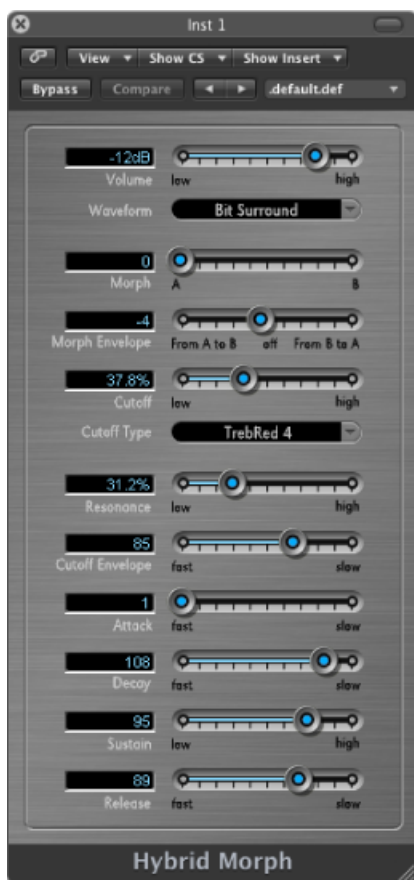 Inst 1
View Show CS Show Insert
Bypass Compare .default.def
-12dB
Volume low high
Waveform Bit Surround
0
Morph A B
-4
Morph Envelope From A to B off From B to A
37.8%
Cutoff low high
Cutoff Type TrebRed 4
31.2%
Resonance low high
85
Cutoff Envelope fast slow
1
Attack fast slow
108
Decay fast slow
95
Sustain low high
89
Release fast slow
Hybrid Morph